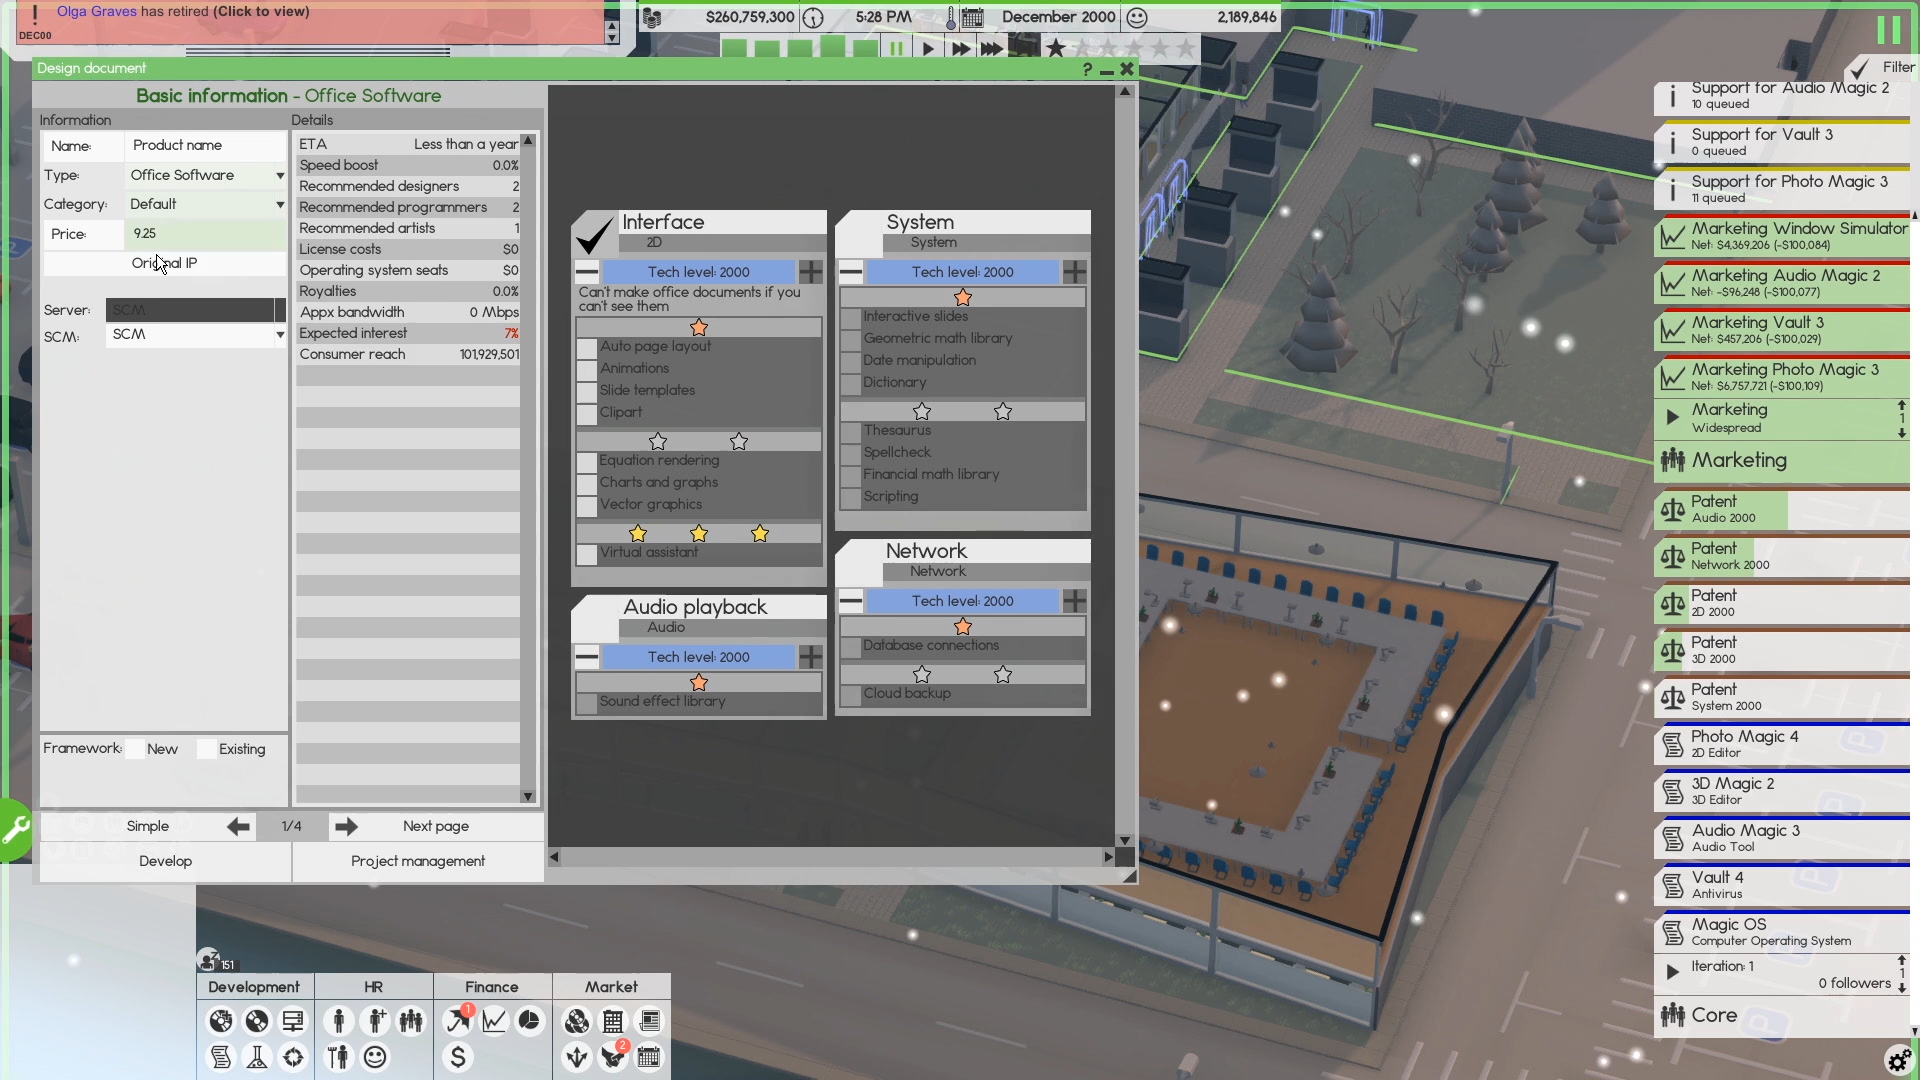 Olga Graves has retired (Click to view)
DEC00
$260,759,300
5:28 PM
December 2000
2,189,846
Filter
Design document
?
Basic information - Office Software
Information
Name: Product name
Type: Office Software
Category: Default
Price: 9.25
Original IP
Server: SCM
SCM: SCM
Framework: New Existing
Details
ETA Less than a year
Speed boost 0.0%
Recommended designers 2
Recommended programmers 2
Recommended artists 1
License costs $0
Operating system seats $0
Royalties 0.0%
Appx bandwidth 0 Mbps
Expected interest 7%
Consumer reach 101,929,501
Simple
1/4
Next page
Develop
Project management
Interface
2D
Tech level: 2000
Can't make office documents if you
can't see them
Auto page layout
Animations
Slide templates
Clipart
Equation rendering
Charts and graphs
Vector graphics
Virtual assistant
Audio playback
Audio
Tech level: 2000
Sound effect library
System
System
Tech level: 2000
Interactive slides
Geometric math library
Date manipulation
Dictionary
Thesaurus
Spellcheck
Financial math library
Scripting
Network
Network
Tech level: 2000
Database connections
Cloud backup
Support for Audio Magic 2
10 queued
Support for Vault 3
0 queued
Support for Photo Magic 3
11 queued
Marketing Window Simulator
Net: $4,369,206 (-$100,084)
Marketing Audio Magic 2
Net: -$96,248 (-$100,077)
Marketing Vault 3
Net: $457,206 (-$100,029)
Marketing Photo Magic 3
Net: $6,757,721 (-$100,109)
Marketing
Widespread
1
Marketing
Patent
Audio 2000
Patent
Network 2000
Patent
2D 2000
Patent
3D 2000
Patent
System 2000
Photo Magic 4
2D Editor
3D Magic 2
3D Editor
Audio Magic 3
Audio Tool
Vault 4
Antivirus
Magic OS
Computer Operating System
Iteration: 1
1
0 followers
Core
151
Development
HR
Finance
Market
1
2